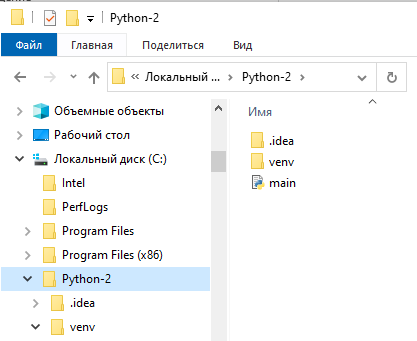 Python-2
Файл
Главная
Поделиться
Вид
Локальный ...
Python-2
Объемные объекты
Рабочий стол
Локальный диск (C:)
Intel
PerfLogs
Program Files
Program Files (x86)
Python-2
.idea
venv
Имя
.idea
venv
main